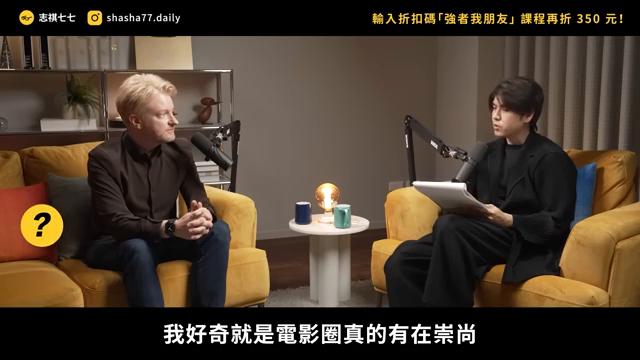 志祺七七
shasha77.daily
輸入折扣碼「強者我朋友」課程再折 350 元！
?
我好奇就是電影圈真的有在崇尚